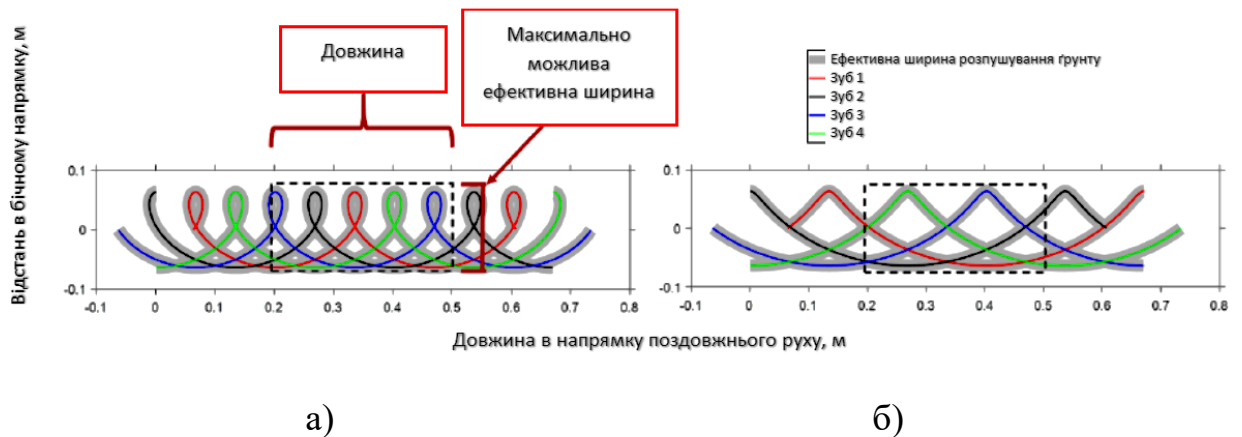 Відстань в бічному напрямку, м
Довжина
Максимально
можлива
ефективна ширина
Ефективна ширина розпушування ґрунту
Зуб 1
Зуб 2
Зуб 3
Зуб 4
0.1
0
-0.1
-0.1 0 0.1 0.2 0.3 0.4 0.5 0.6 0.7 0.8
0.1
0
-0.1
-0.1 0 0.1 0.2 0.3 0.4 0.5 0.6 0.7 0.8
Довжина в напрямку поздовжнього руху, м
а) б)